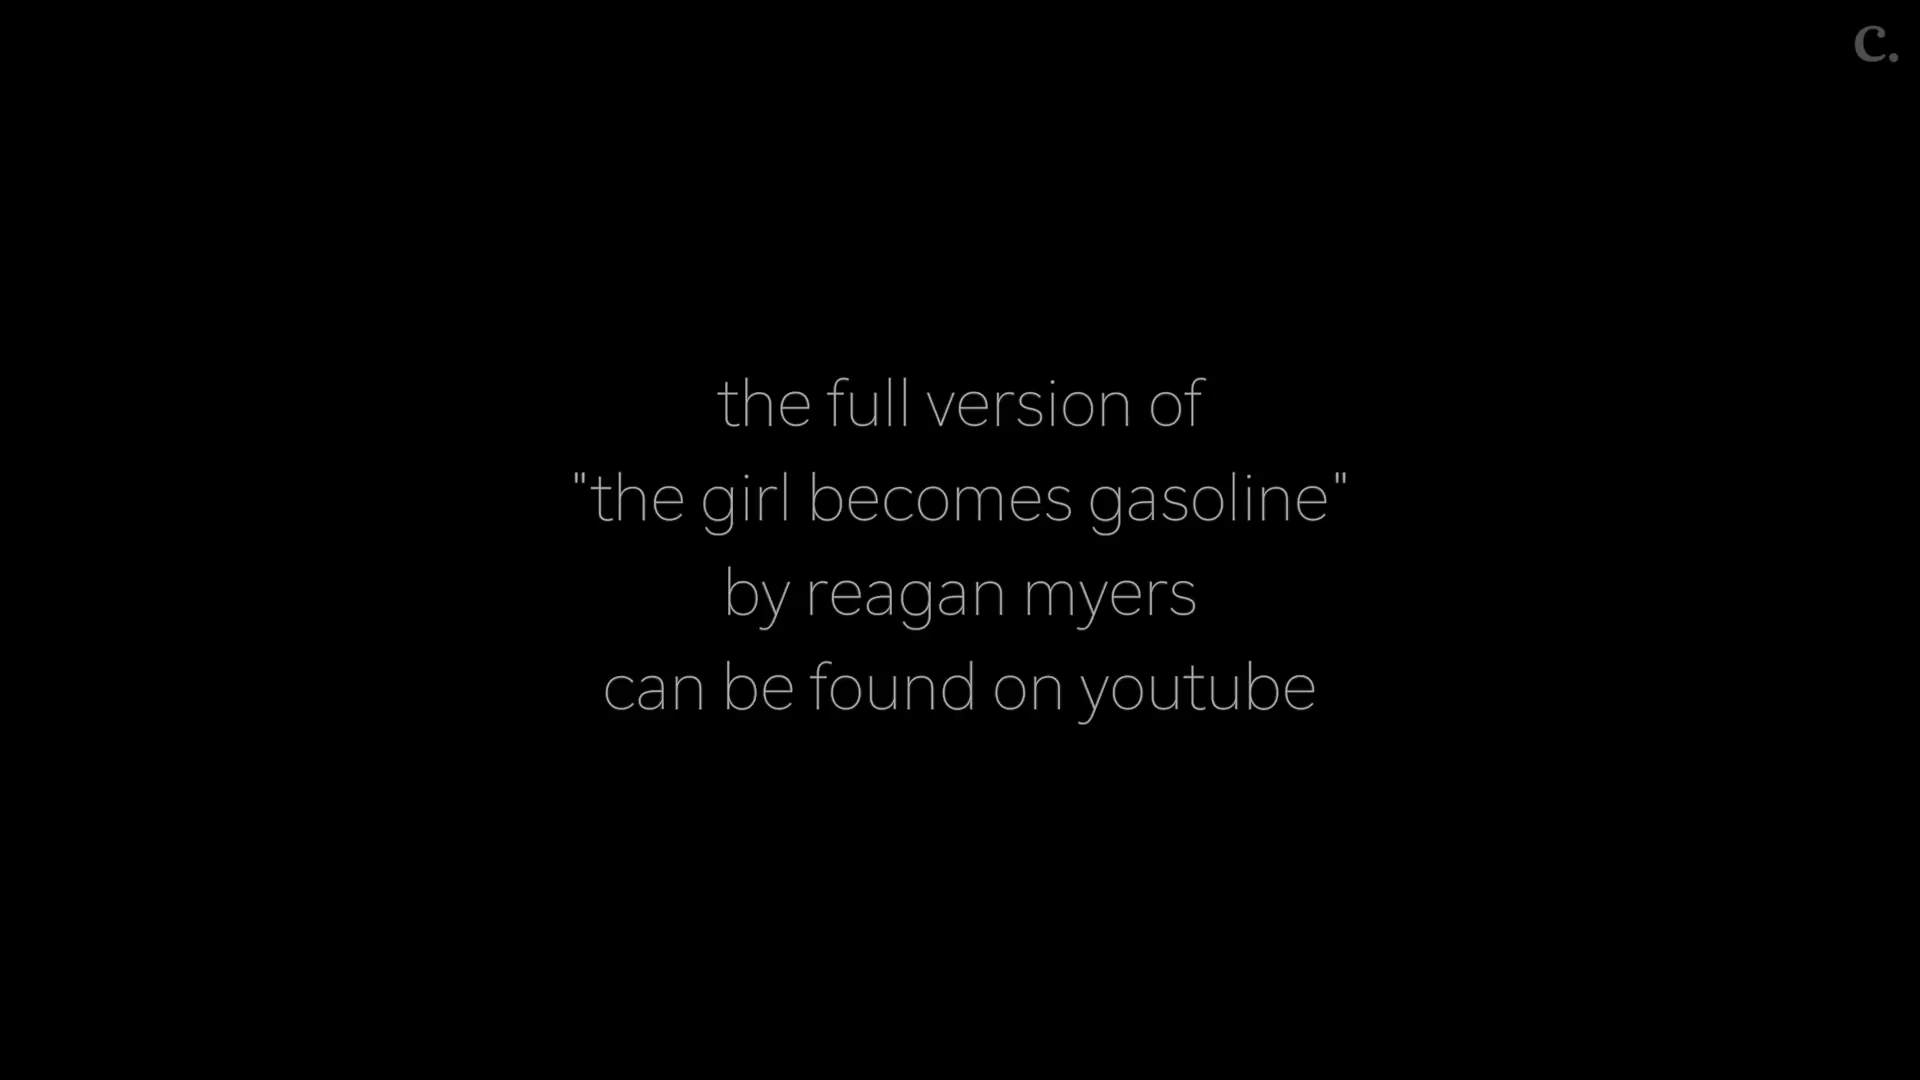 c.
the full version of
"the girl becomes gasoline"
by reagan myers
can be found on youtube